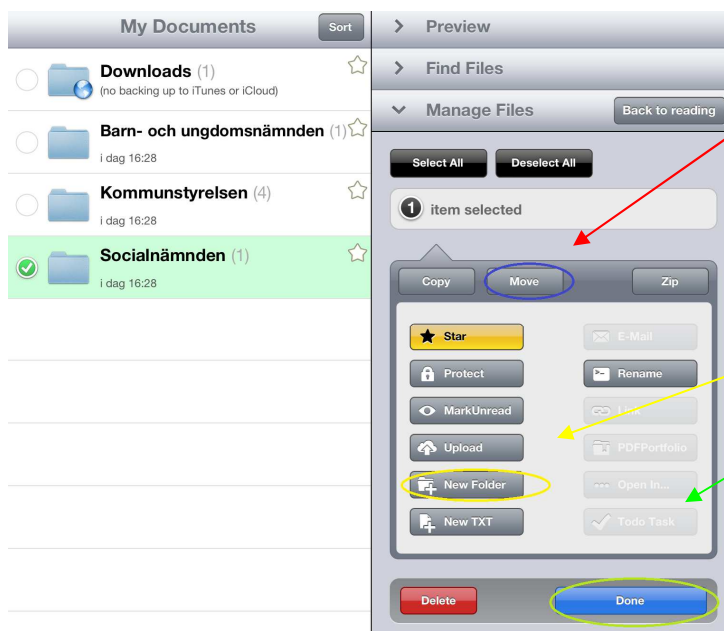 My Documents
Sort
Downloads (1)
(no backing up to iTunes or iCloud)
Barn- och ungdomsnämnden (1)
i dag 16:28
Kommunstyrelsen (4)
i dag 16:28
Socialnämnden (1)
i dag 16:28
Preview
Find Files
Manage Files
Back to reading
Select All
Deselect All
1 item selected
Copy
Move
Zip
Star
E-Mail
Protect
Rename
MarkUnread
Link
Upload
PDFPortfolio
New Folder
Open In...
New TXT
Todo Task
Delete
Done